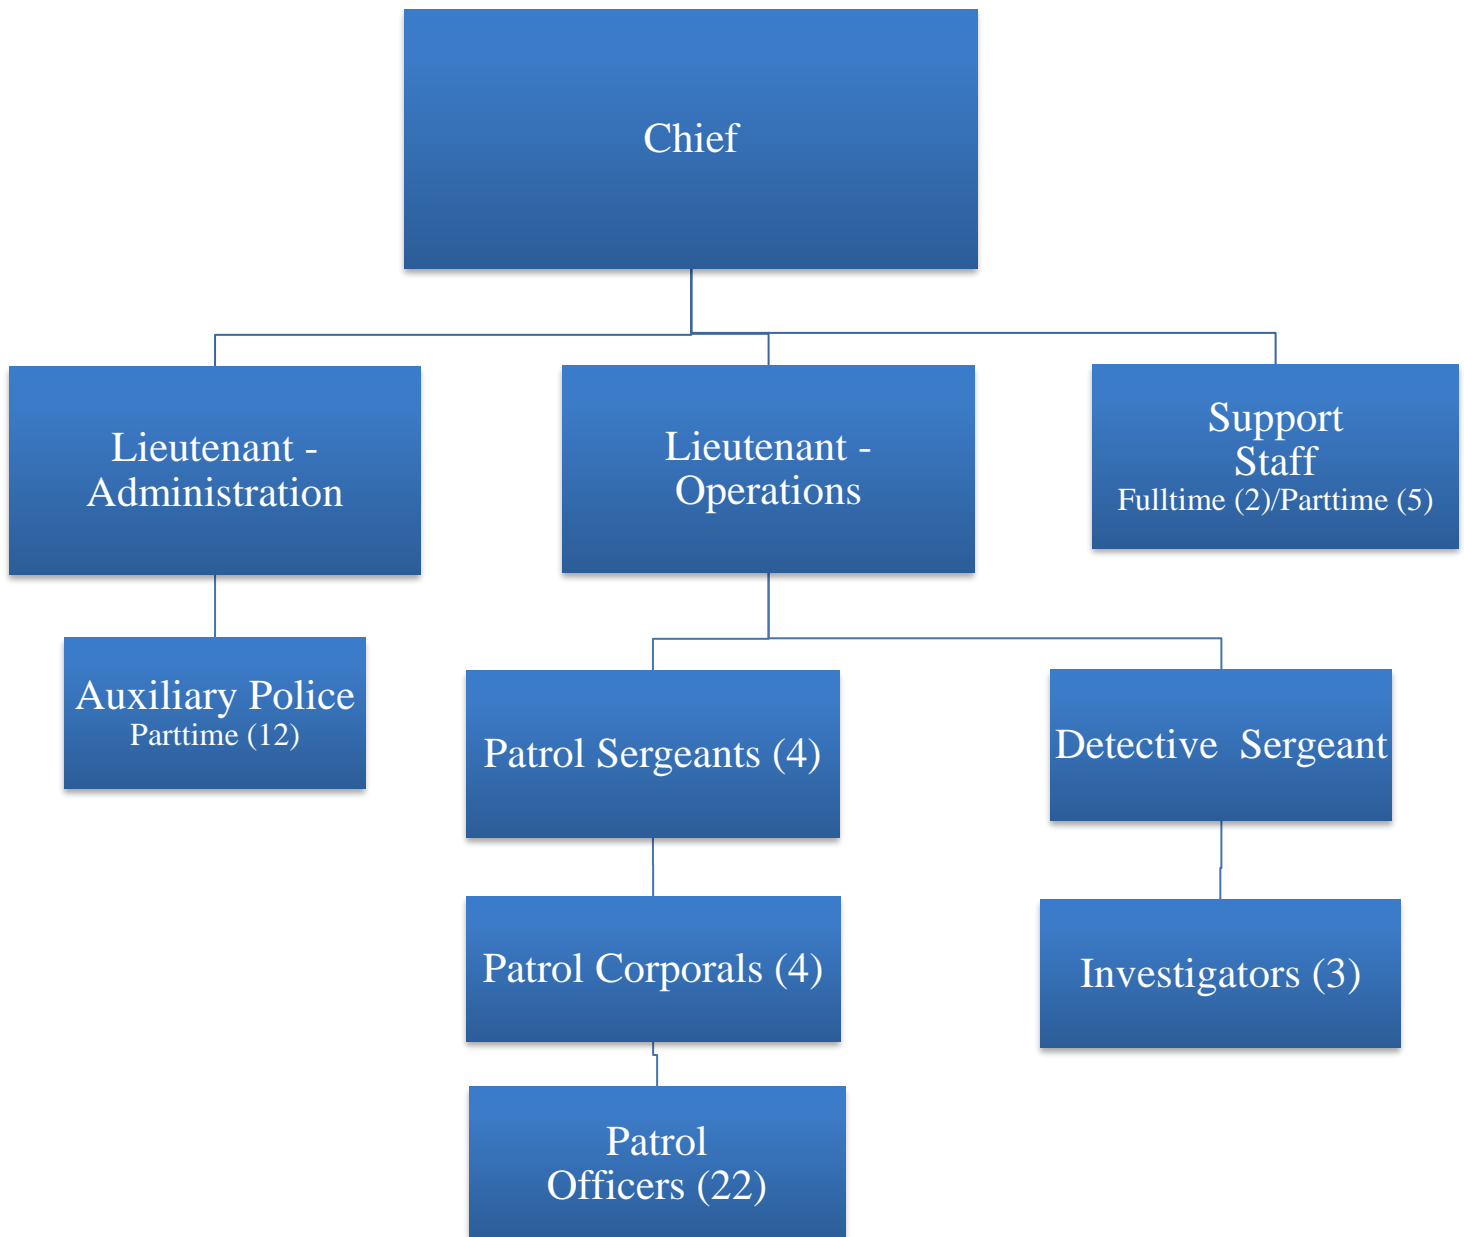 Chief
Lieutenant -
Administration
Lieutenant -
Operations
Support
Staff
Fulltime (2)/Parttime (5)
Auxiliary Police
Parttime (12)
Patrol Sergeants (4)
Detective  Sergeant
Patrol Corporals (4)
Investigators (3)
Patrol
Officers (22)